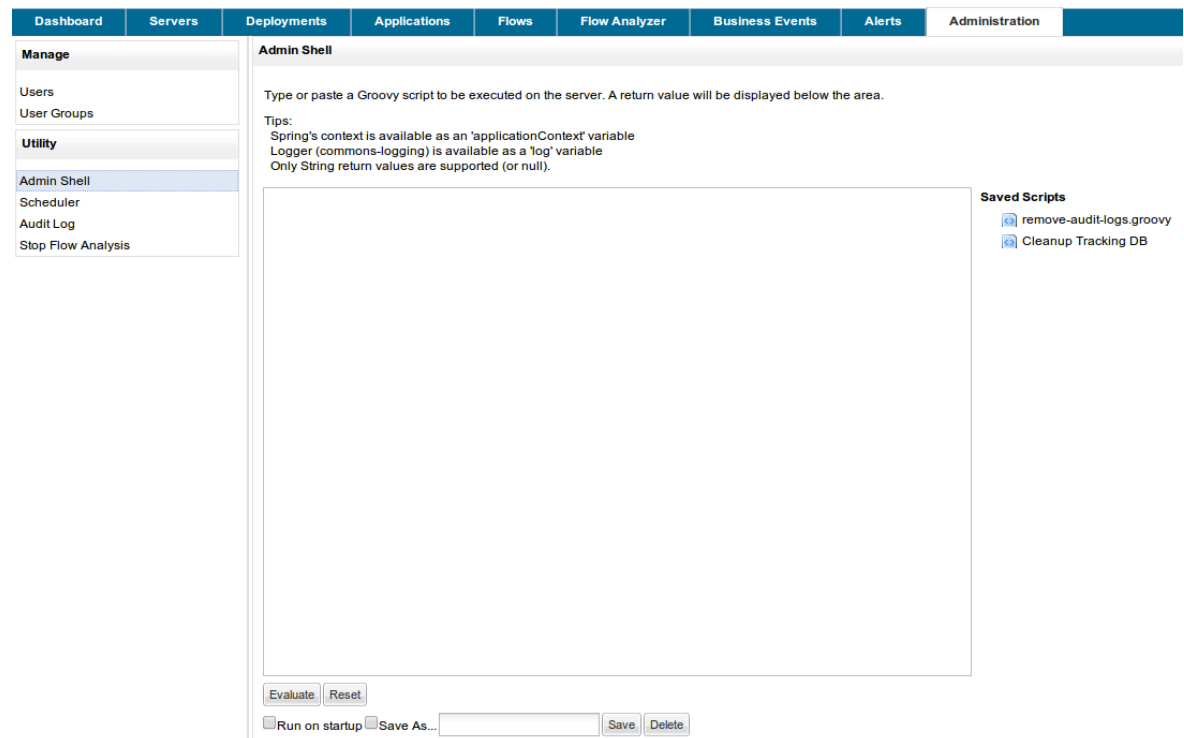 Dashboard Servers Deployments Applications Flows Flow Analyzer Business Events Alerts Administration
Manage
Users
User Groups
Utility
Admin Shell
Scheduler
Audit Log
Stop Flow Analysis
Admin Shell
Type or paste a Groovy script to be executed on the server. A return value will be displayed below the area.
Tips:
Spring's context is available as an 'applicationContext' variable
Logger (commons-logging) is available as a 'log' variable
Only String return values are supported (or null).
Saved Scripts
remove-audit-logs.groovy
Cleanup Tracking DB
Evaluate Reset
Run on startup Save As... Save Delete